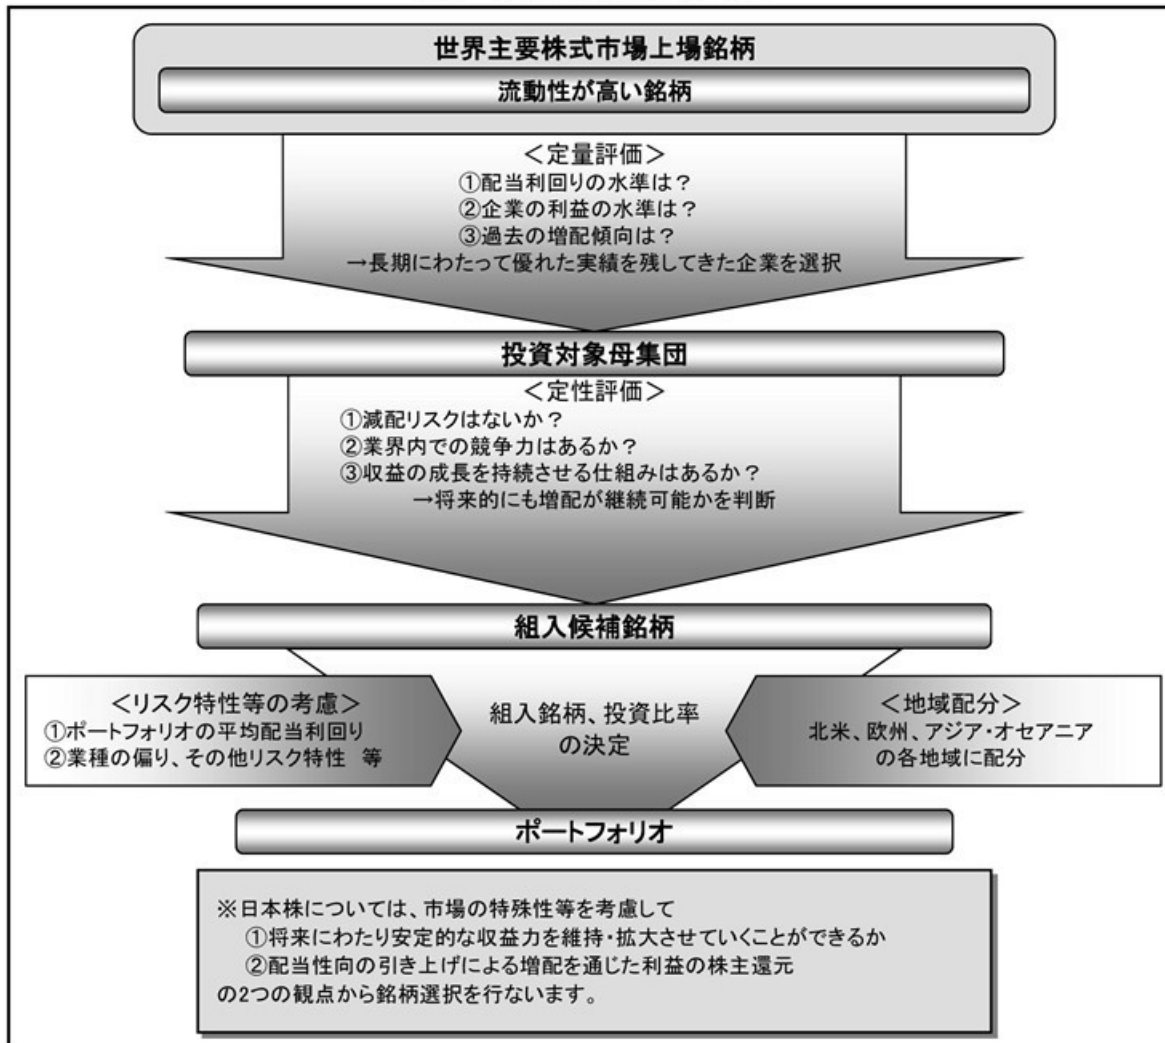 世界主要株式市場上場銘柄
流動性が高い銘柄
＜定量評価＞
①配当利回りの水準は？
②企業の利益の水準は？
③過去の増配傾向は？
→長期にわたって優れた実績を残してきた企業を選択
投資対象母集団
＜定性評価＞
①減配リスクはないか？
②業界内での競争力はあるか？
③収益の成長を持続させる仕組みはあるか？
→将来的にも増配が継続可能かを判断
組入候補銘柄
＜リスク特性等の考慮＞
①ポートフォリオの平均配当利回り
②業種の偏り、その他リスク特性　等
組入銘柄、投資比率
の決定
＜地域配分＞
北米、欧州、アジア・オセアニア
の各地域に配分
ポートフォリオ
※日本株については、市場の特殊性等を考慮して
①将来にわたり安定的な収益力を維持・拡大させていくことができるか
②配当性向の引き上げによる増配を通じた利益の株主還元
の2つの観点から銘柄選択を行ないます。